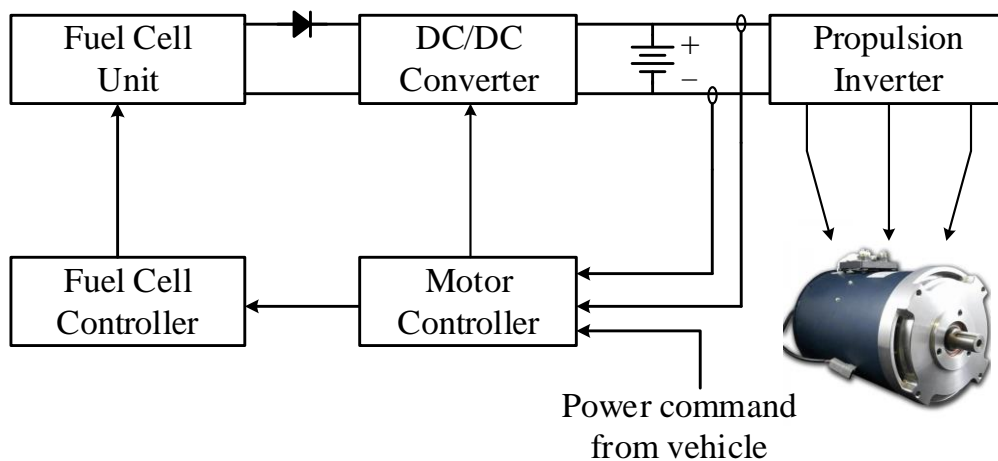 Fuel Cell
Unit
DC/DC
Converter
+
−
Propulsion
Inverter
Fuel Cell
Controller
Motor
Controller
Power command
from vehicle